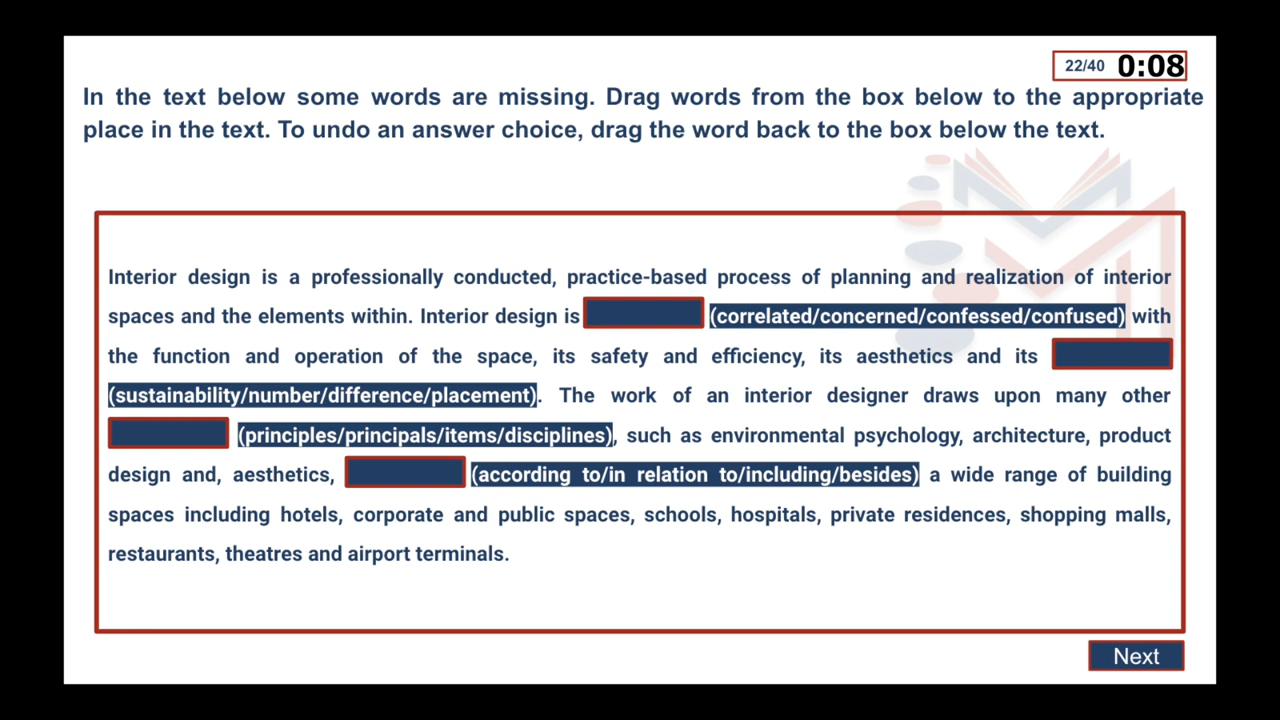 22/40 0:08
In the text below some words are missing. Drag words from the box below to the appropriate
place in the text. To undo an answer choice, drag the word back to the box below the text.
Interior design is a professionally conducted, practice-based process of planning and realization of interior
spaces and the elements within. Interior design is (correlated/concerned/confessed/confused) with
the function and operation of the space, its safety and efficiency, its aesthetics and its
(sustainability/number/difference/placement). The work of an interior designer draws upon many other
(principles/principals/items/disciplines), such as environmental psychology, architecture, product
design and, aesthetics, (according to/in relation to/including/besides) a wide range of building
spaces including hotels, corporate and public spaces, schools, hospitals, private residences, shopping malls,
restaurants, theatres and airport terminals.
Next